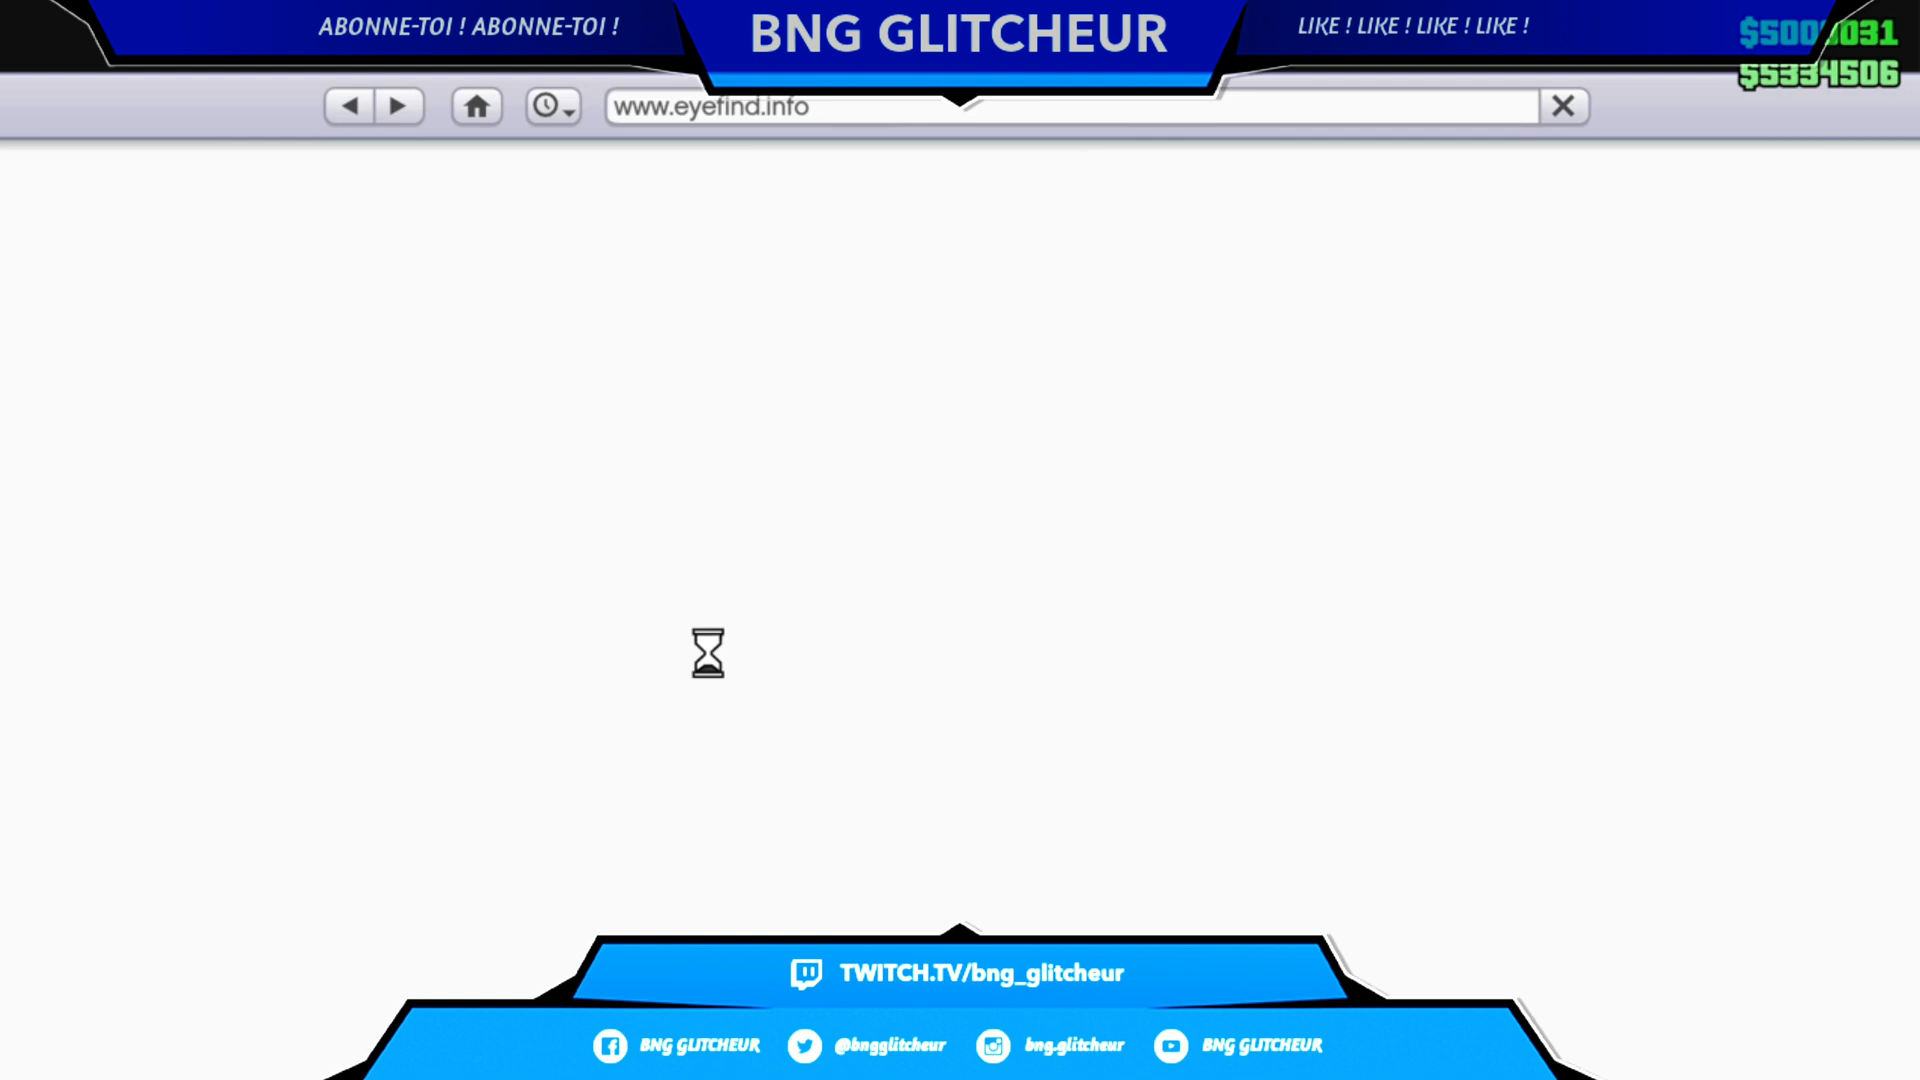 ABONNE-TOI ! ABONNE-TOI !
BNG GLITCHEUR
LIKE ! LIKE ! LIKE ! LIKE !
$5334506
www.eyefind.info
TWITCH.TV/bng_glitcheur
BNG GLITCHEUR
@bngglitcheur
bng.glitcheur
BNG GLITCHEUR